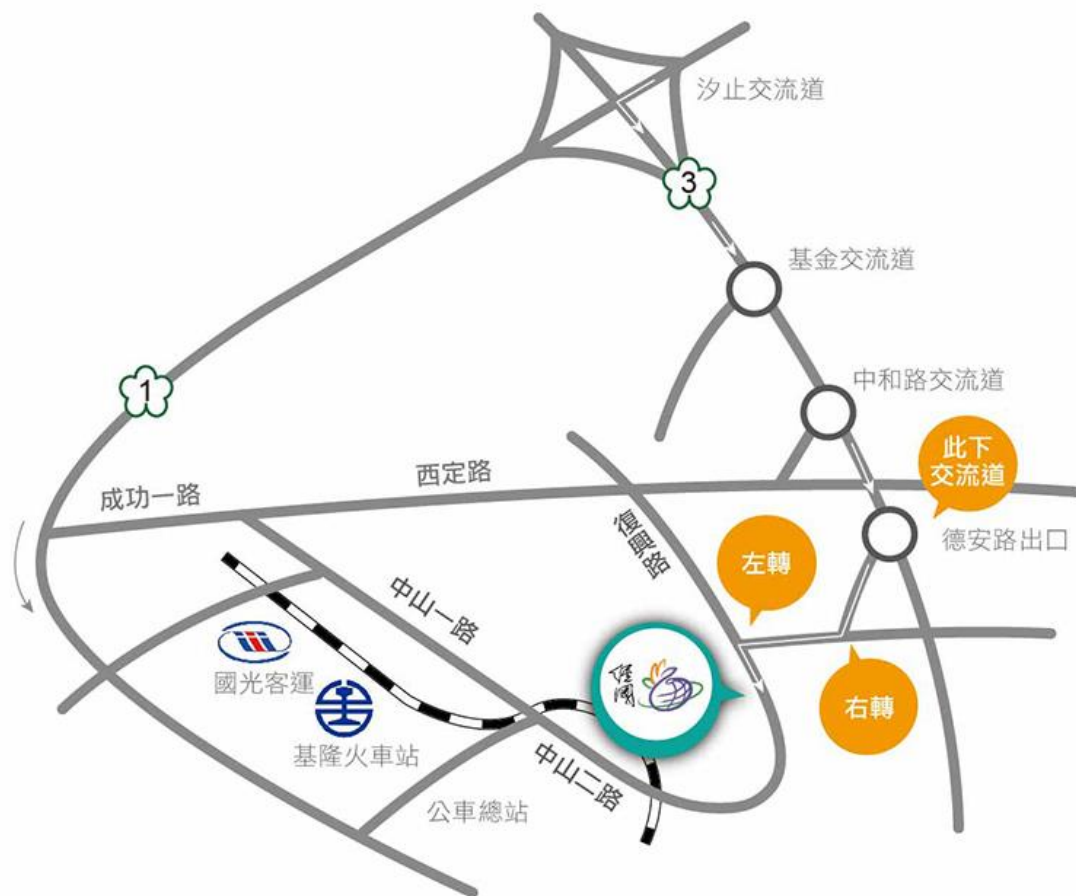 汐止交流道
3
基金交流道
1
中和路交流道
此下
交流道
西定路
成功一路
德安路出口
復興路
左轉
中山一路
經國
國光客運
右轉
基隆火車站
中山二路
公車總站